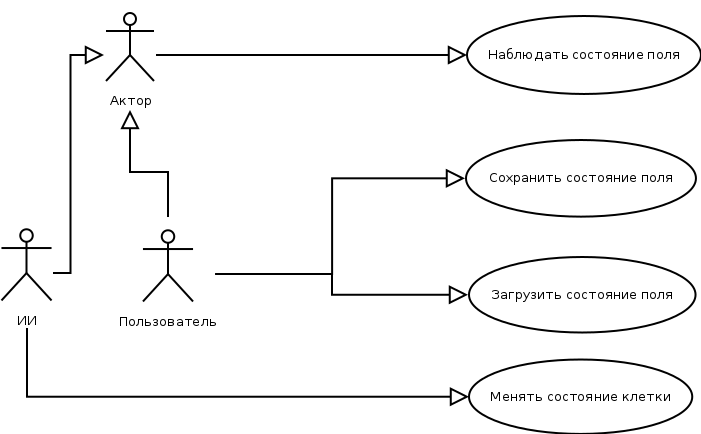 Наблюдать состояние поля
Актор
Сохранить состояние поля
Загрузить состояние поля
ИИ
Пользователь
Менять состояние клетки